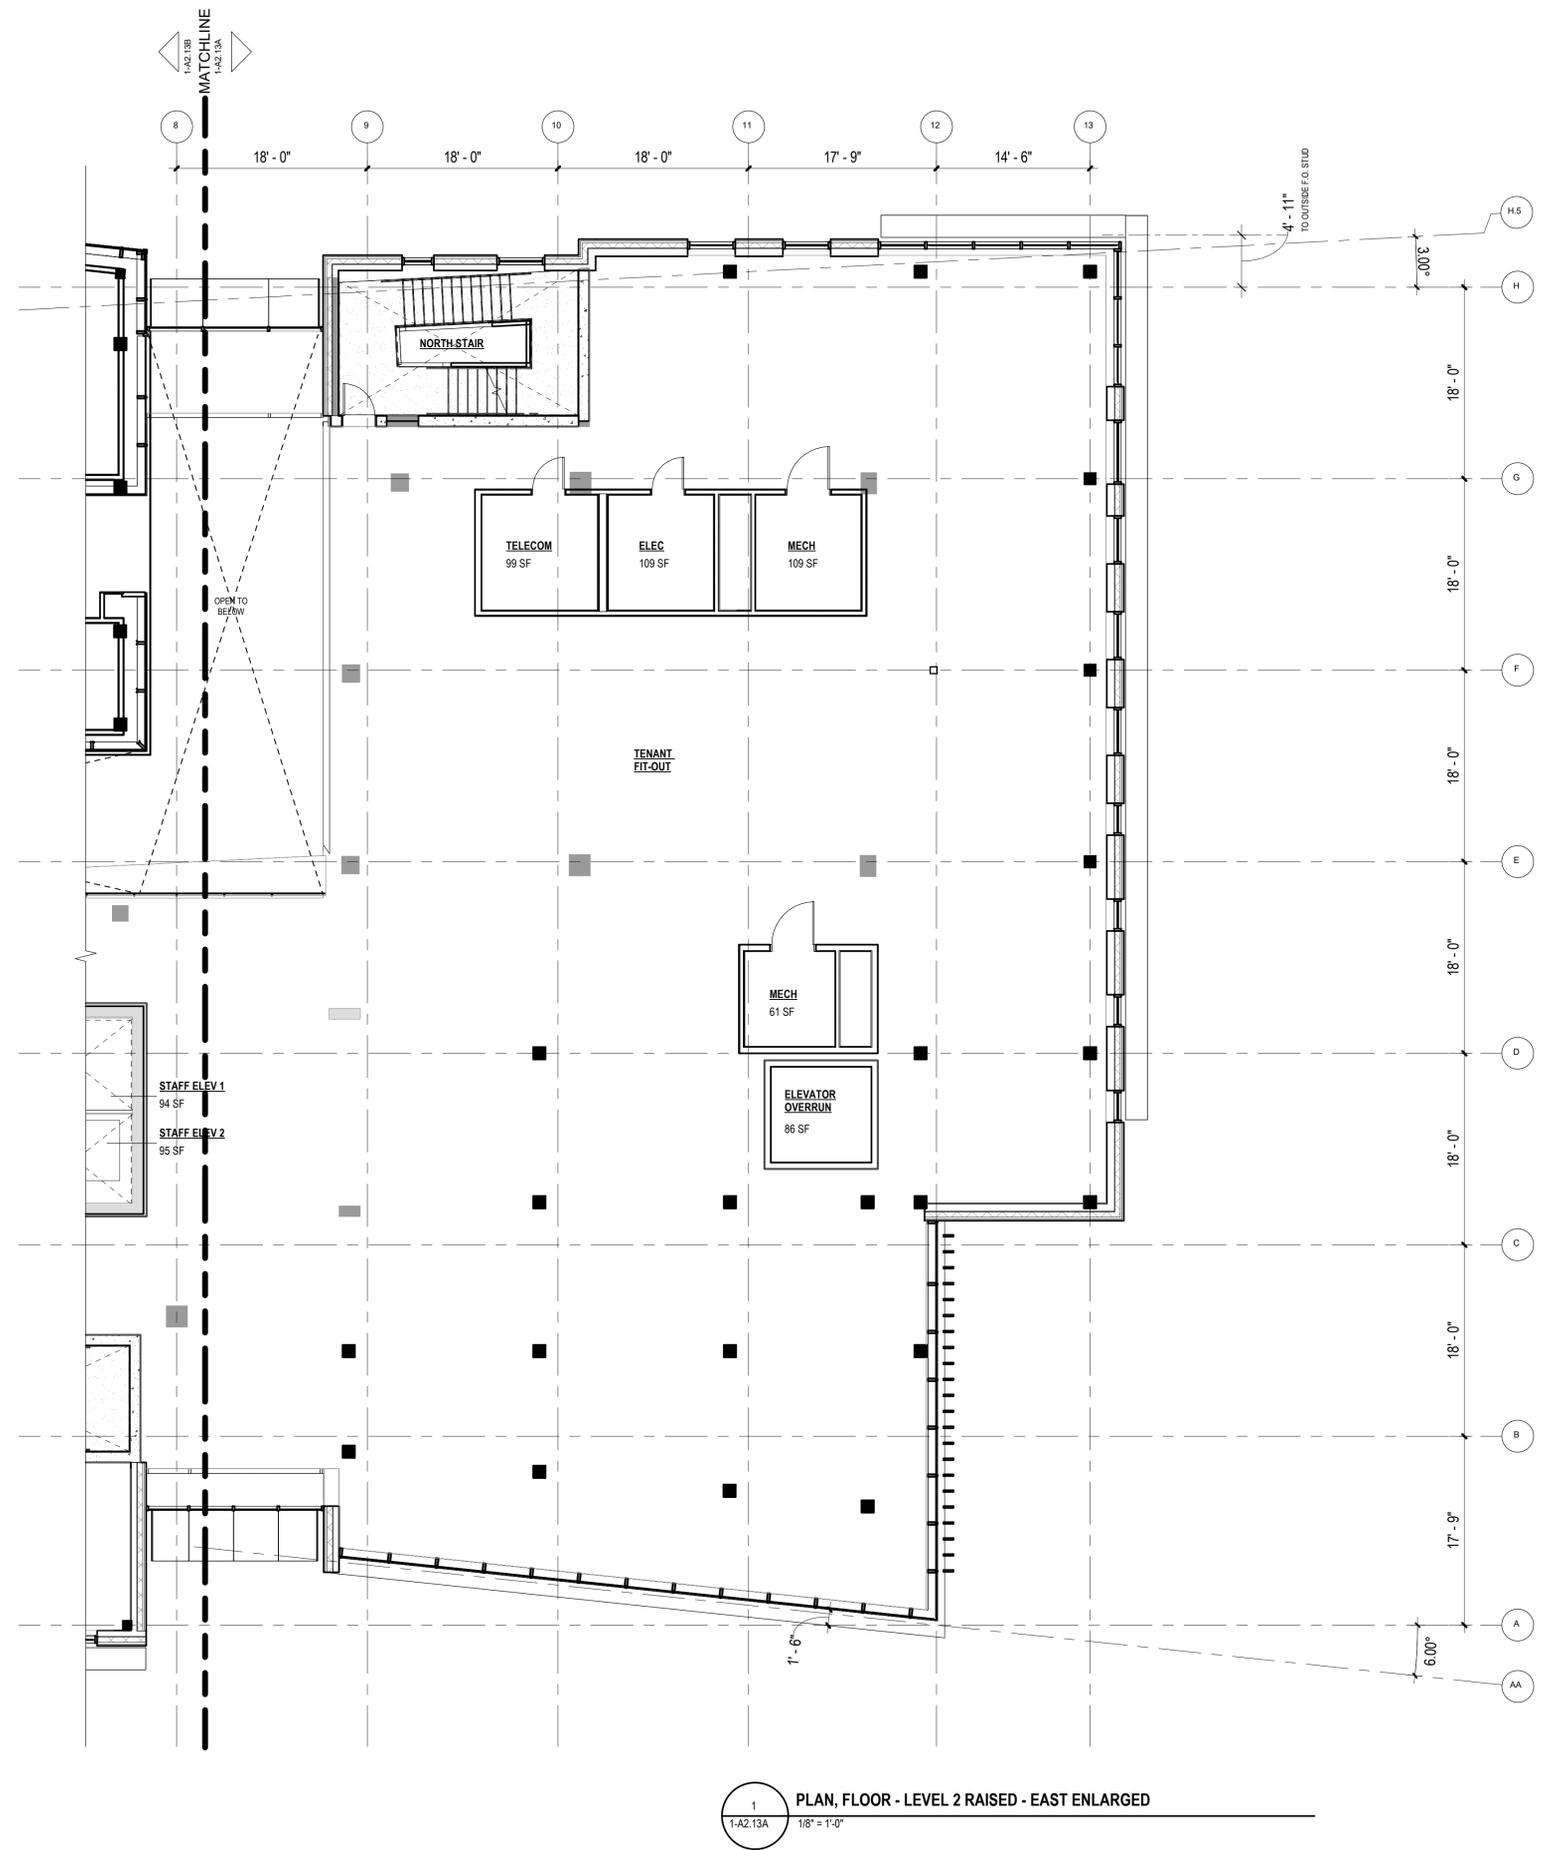 1-A2.13B
MATCHLINE
1-A2.13A
8
9
10
11
12
13
18' - 0"
18' - 0"
18' - 0"
17' - 9"
14' - 6"
4' - 11"
TO OUTSIDE F.O. STUD
H.5
3.00°
H
NORTH STAIR
18' - 0"
G
TELECOM
99 SF
ELEC
109 SF
MECH
109 SF
18' - 0"
OPEN TO
BELOW
F
TENANT
FIT-OUT
18' - 0"
E
18' - 0"
MECH
61 SF
D
STAFF ELEV 1
94 SF
STAFF ELEV 2
95 SF
ELEVATOR
OVERRUN
86 SF
18' - 0"
C
18' - 0"
B
17' - 9"
A
1' - 6"
6.00°
AA
1
1-A2.13A
PLAN, FLOOR - LEVEL 2 RAISED - EAST ENLARGED
1/8" = 1'-0"